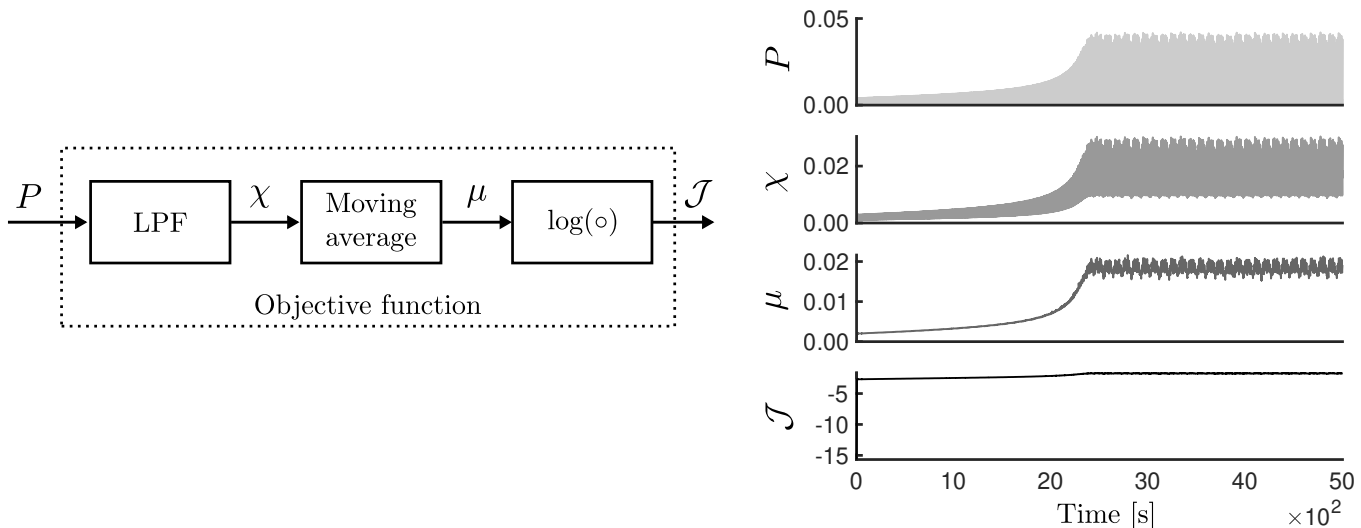 P
LPF
χ
Moving
average
μ
log(∘)
𝒥
Objective function
0.05
P
0.00
0.02
χ
0.00
0.02
0.01
μ
0.00
-5
𝒥
-10
-15
0 10 20 30 40 50
Time [s] ×10²